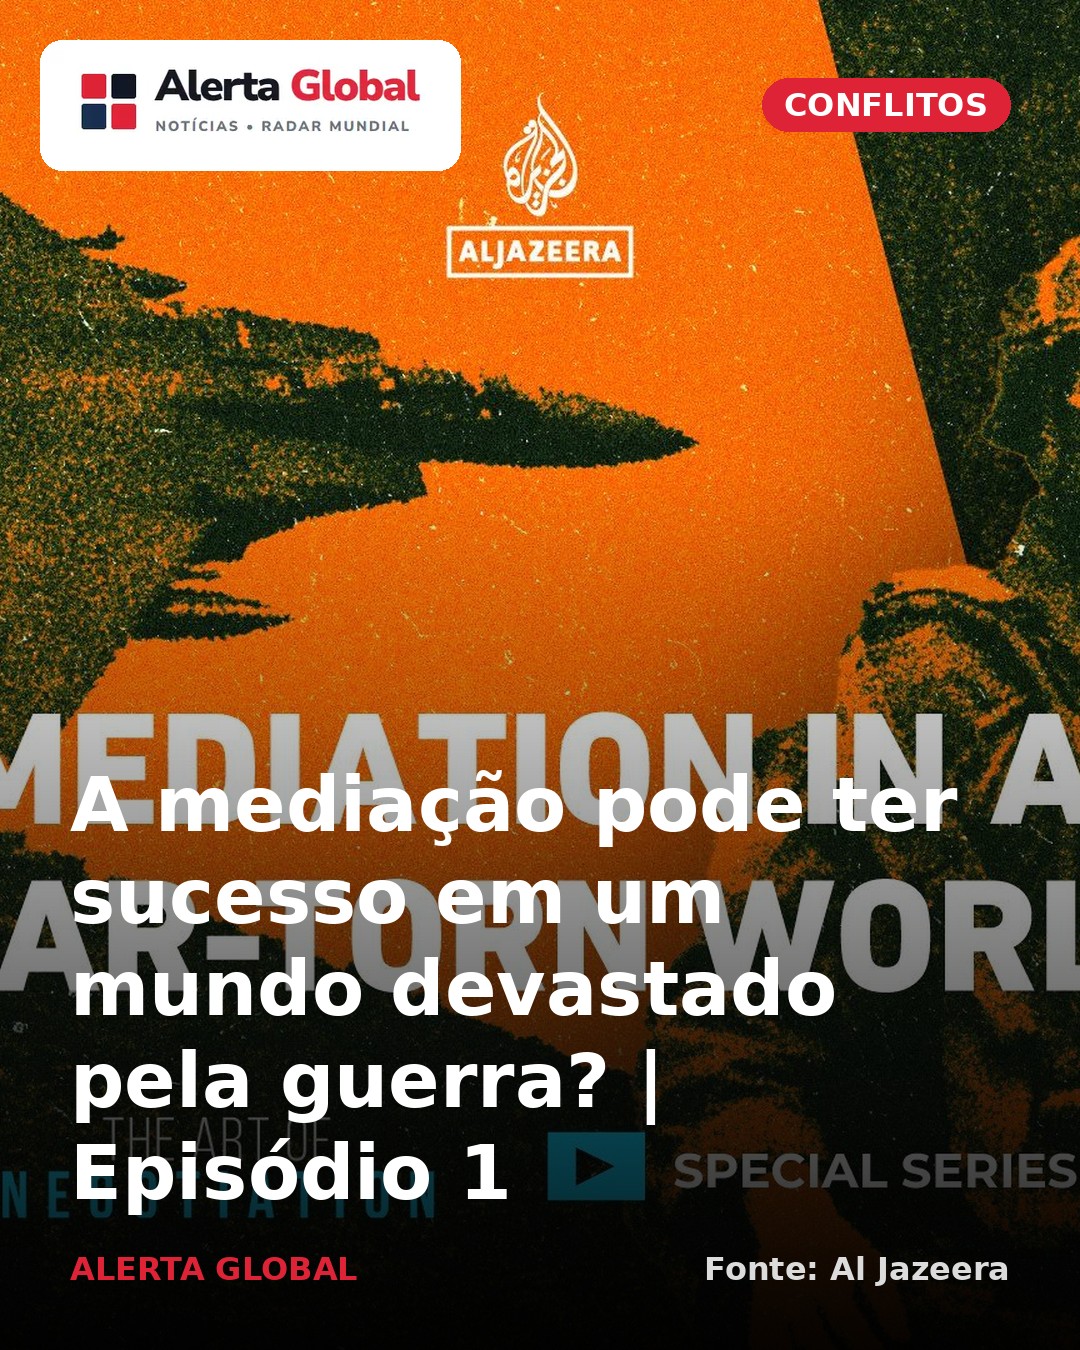 Alerta Global
NOTÍCIAS • RADAR MUNDIAL
CONFLITOS
الجزيرة
ALJAZEERA
MEDIATION IN A
AR-TORN WORL
A mediação pode ter
sucesso em um
mundo devastado
pela guerra? |
Episódio 1
THE ART OF
NEGOTIATION
SPECIAL SERIES
ALERTA GLOBAL
Fonte: Al Jazeera